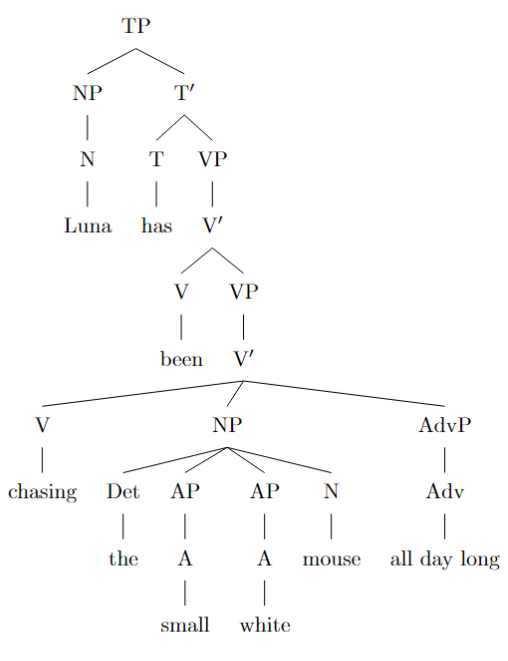 TP
NP T′
N T VP
Luna has V′
V VP
been V′
V NP AdvP
chasing Det AP AP N Adv
the A A mouse all day long
small white